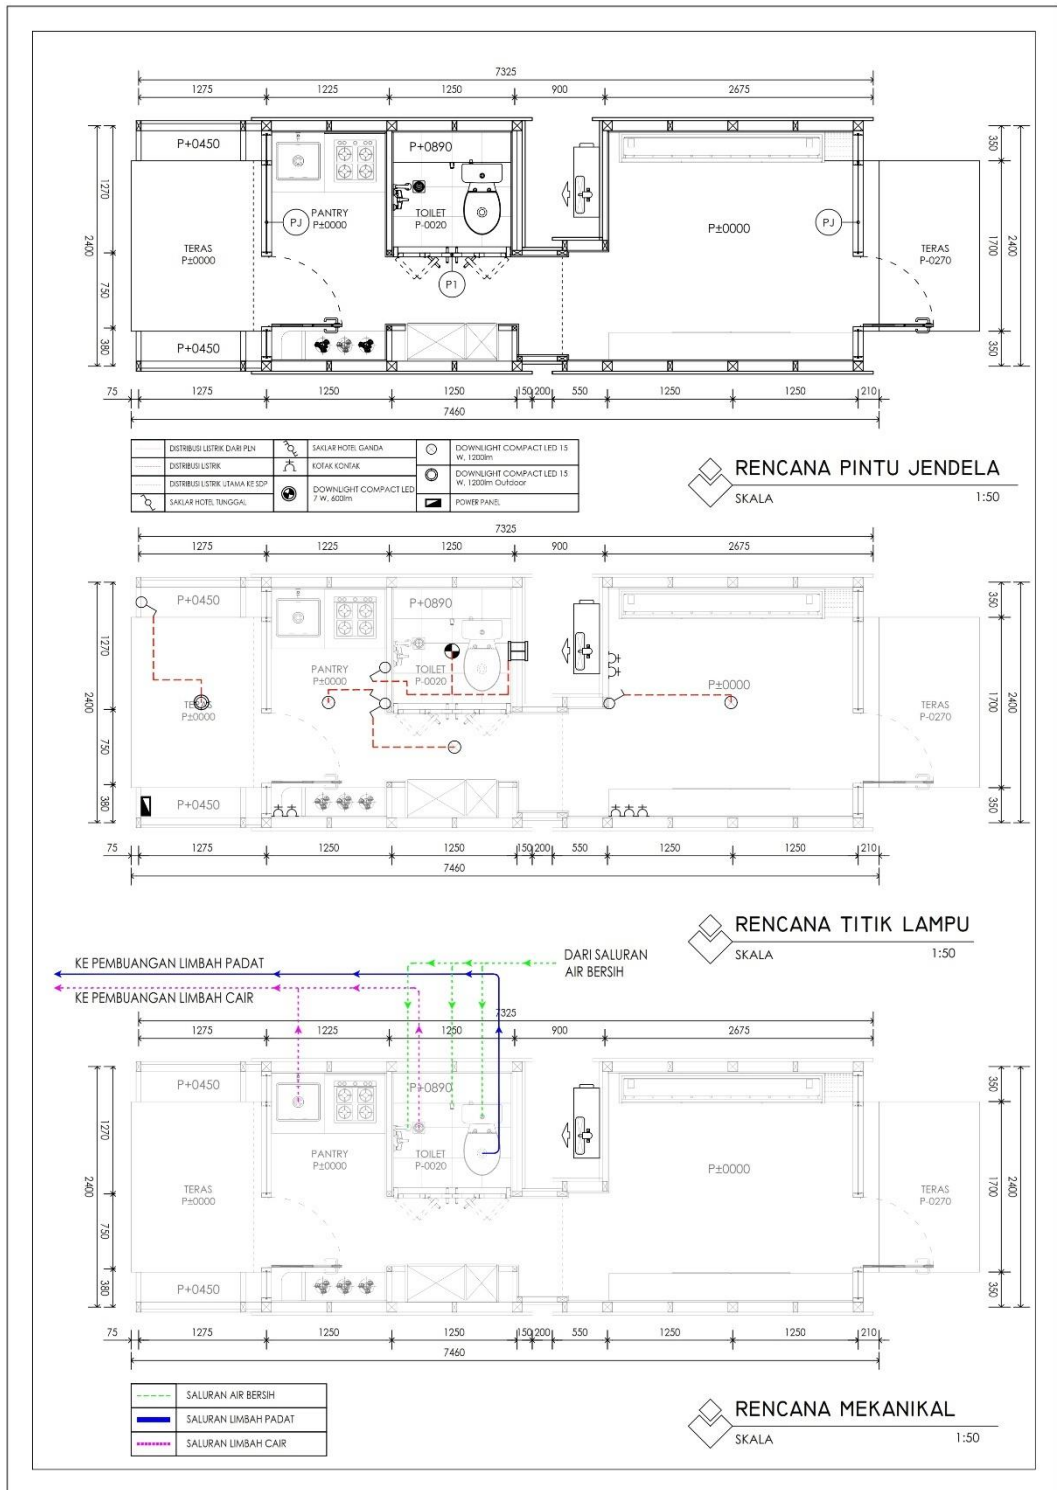 7325
1275 1225 1250 900 2675
P+0450
P+0890
350
1270
PANTRY
P±0000
TOILET
P-0020
PJ
PJ
P±0000
TERAS
P±0000
TERAS
P-0270
2400
1700
2400
P1
750
380
P+0450
350
75 1275 1250 1250 150 200 550 1250 1250 210
7460
DISTRIBUSI LISTRIK DARI PLN
DISTRIBUSI LISTRIK
DISTRIBUSI LISTRIK UTAMA KE SDP
SAKLAR HOTEL TUNGGAL
SAKLAR HOTEL GANDA
KOTAK KONTAK
DOWNLIGHT COMPACT LED
7 W, 600lm
DOWNLIGHT COMPACT LED 15
W, 1200lm
DOWNLIGHT COMPACT LED 15
W, 1200lm Outdoor
POWER PANEL
RENCANA PINTU JENDELA
SKALA 1:50
7325
1275 1225 1250 900 2675
P+0450
P+0890
350
1270
PANTRY
P±0000
TOILET
P-0020
P±0000
TERAS
P±0000
TERAS
P-0270
2400
1700
2400
750
380
P+0450
350
75 1275 1250 1250 150 200 550 1250 1250 210
7460
RENCANA TITIK LAMPU
SKALA 1:50
KE PEMBUANGAN LIMBAH PADAT
DARI SALURAN
AIR BERSIH
KE PEMBUANGAN LIMBAH CAIR
7325
1275 1225 1250 900 2675
P+0450
P+0890
350
1270
PANTRY
P±0000
TOILET
P-0020
P±0000
TERAS
P±0000
TERAS
P-0270
2400
1700
2400
750
380
P+0450
350
75 1275 1250 1250 150 200 550 1250 1250 210
7460
SALURAN AIR BERSIH
SALURAN LIMBAH PADAT
SALURAN LIMBAH CAIR
RENCANA MEKANIKAL
SKALA 1:50